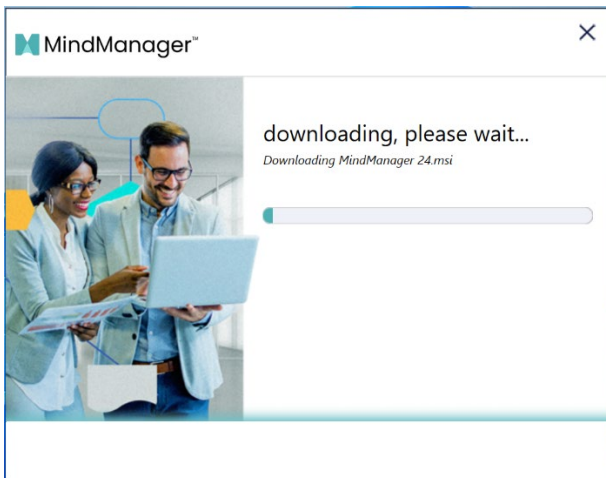 MindManager™
downloading, please wait...
Downloading MindManager 24.msi